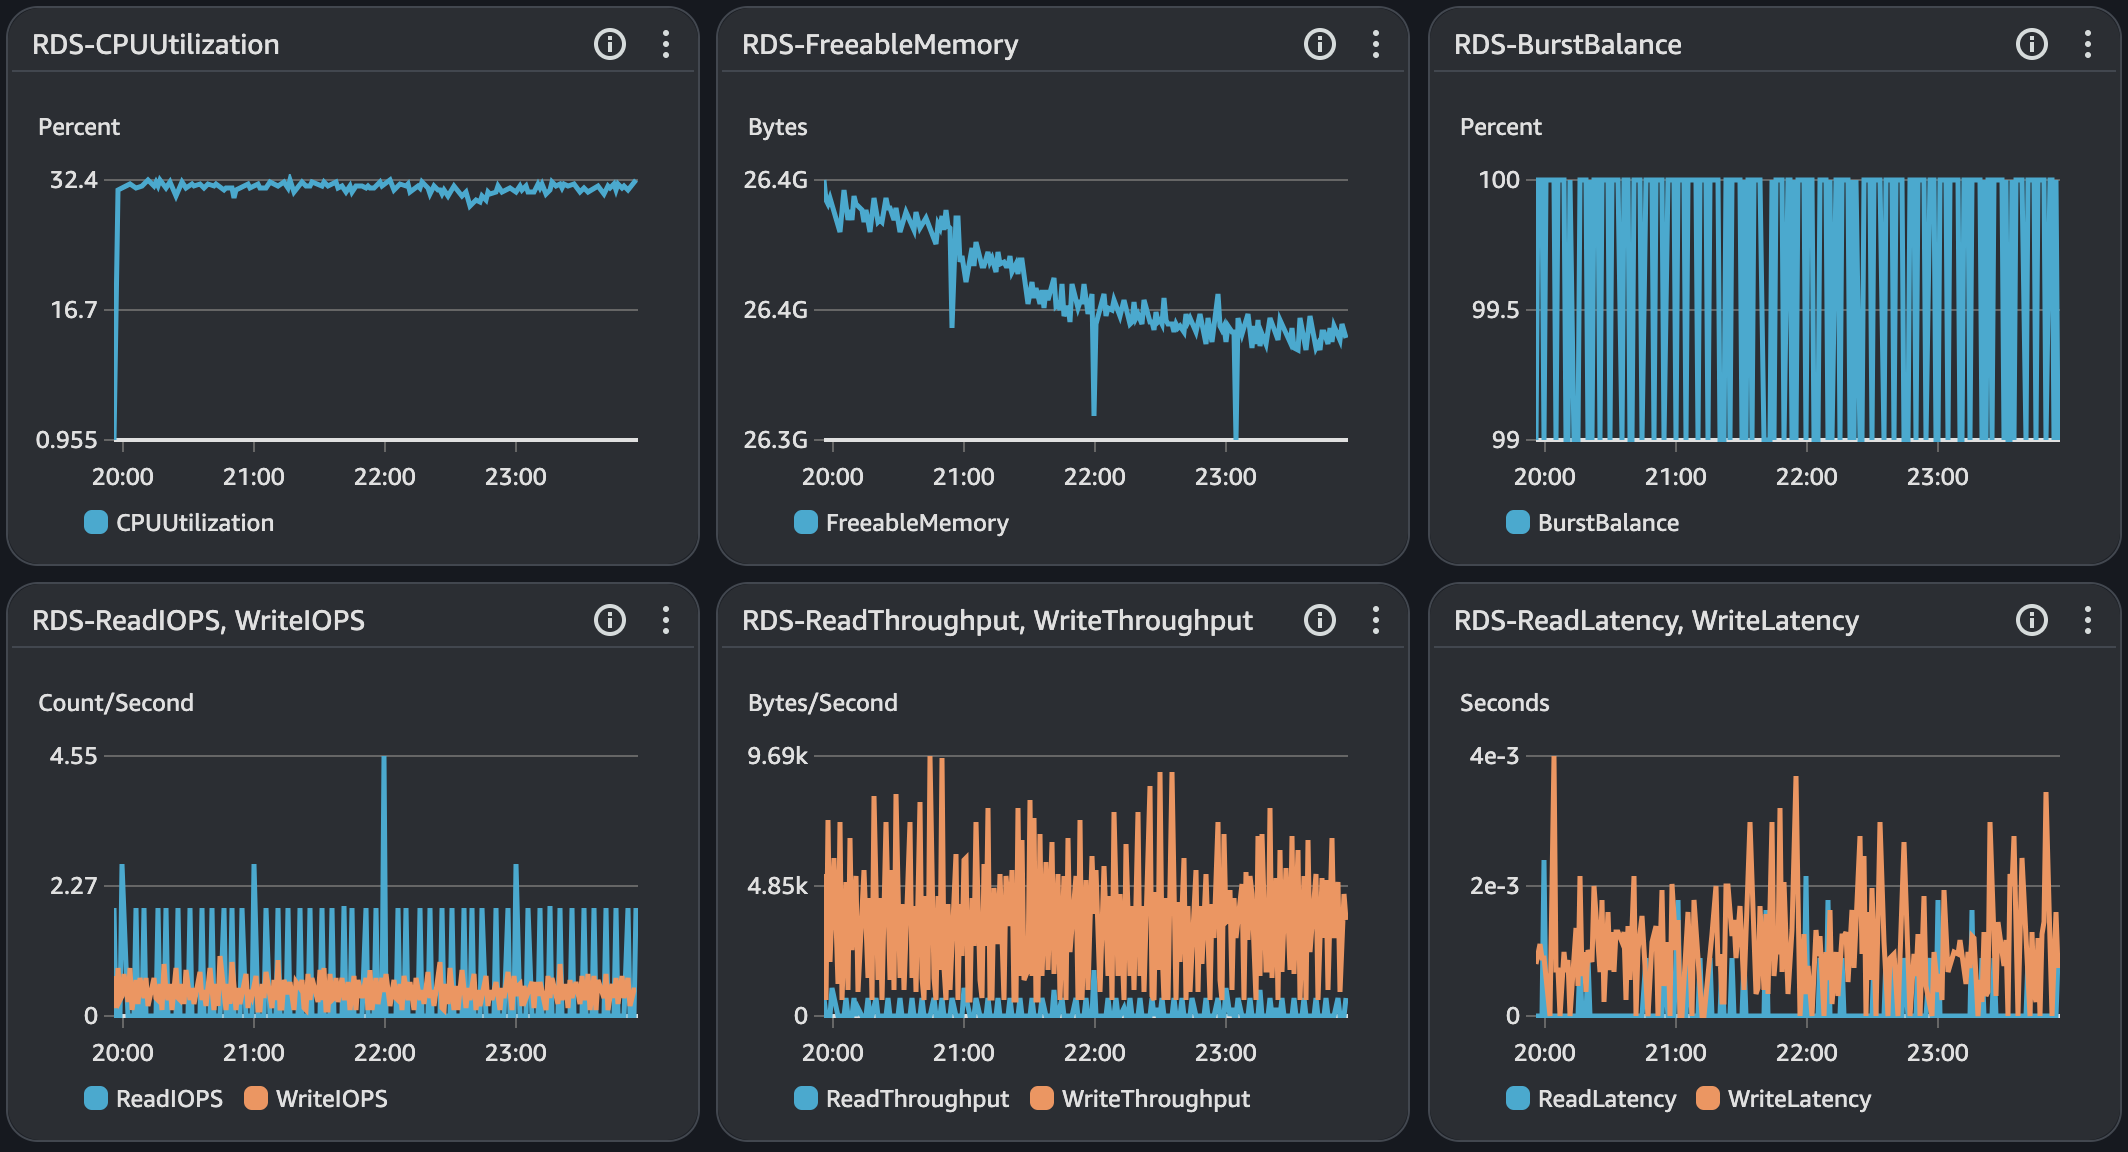 RDS-CPUUtilization
Percent
32.4
16.7
0.955
20:00 21:00 22:00 23:00
CPUUtilization
RDS-FreeableMemory
Bytes
26.4G
26.4G
26.3G
20:00 21:00 22:00 23:00
FreeableMemory
RDS-BurstBalance
Percent
100
99.5
99
20:00 21:00 22:00 23:00
BurstBalance
RDS-ReadIOPS, WriteIOPS
Count/Second
4.55
2.27
0
20:00 21:00 22:00 23:00
ReadIOPS WriteIOPS
RDS-ReadThroughput, WriteThroughput
Bytes/Second
9.69k
4.85k
0
20:00 21:00 22:00 23:00
ReadThroughput WriteThroughput
RDS-ReadLatency, WriteLatency
Seconds
4e-3
2e-3
0
20:00 21:00 22:00 23:00
ReadLatency WriteLatency